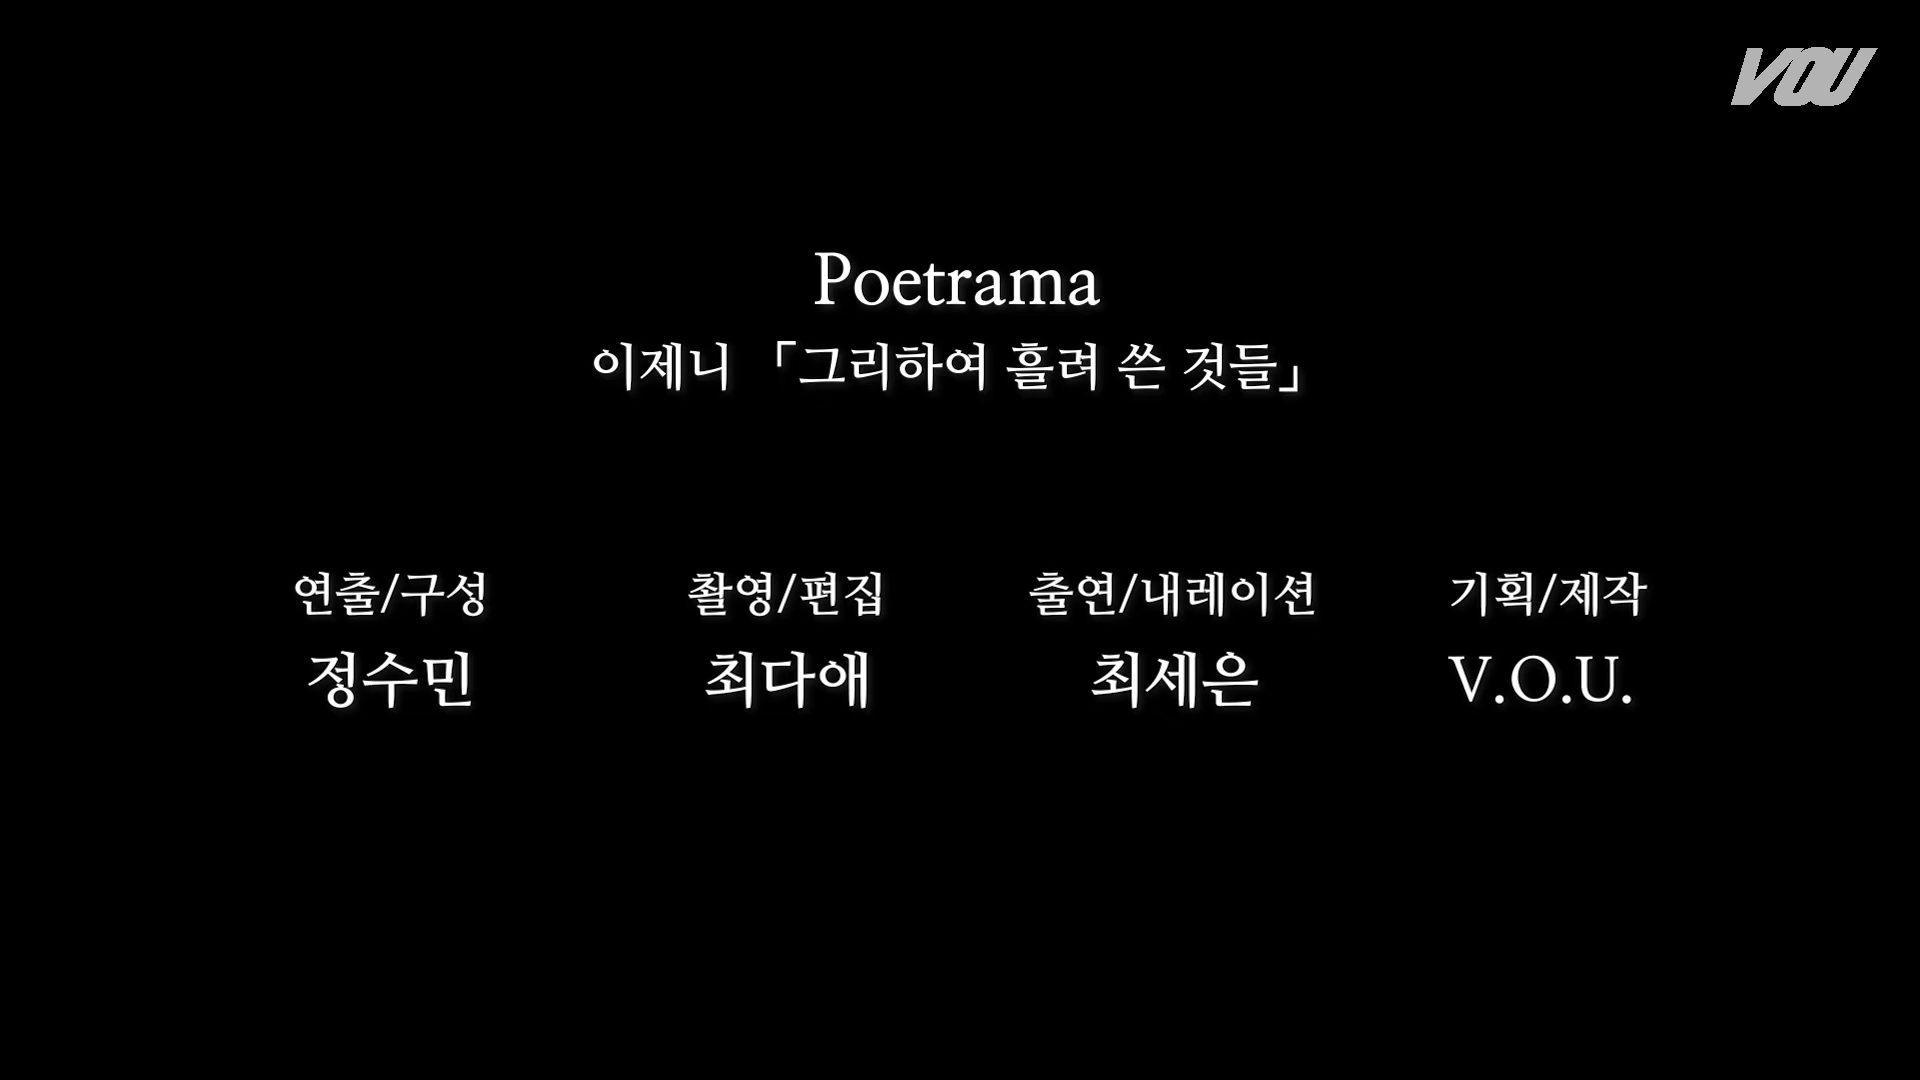 VOU
Poetrama
이제니 「그리하여 흘려 쓴 것들」
연출/구성 촬영/편집 출연/내레이션 기획/제작
정수민 최다애 최세은 V.O.U.